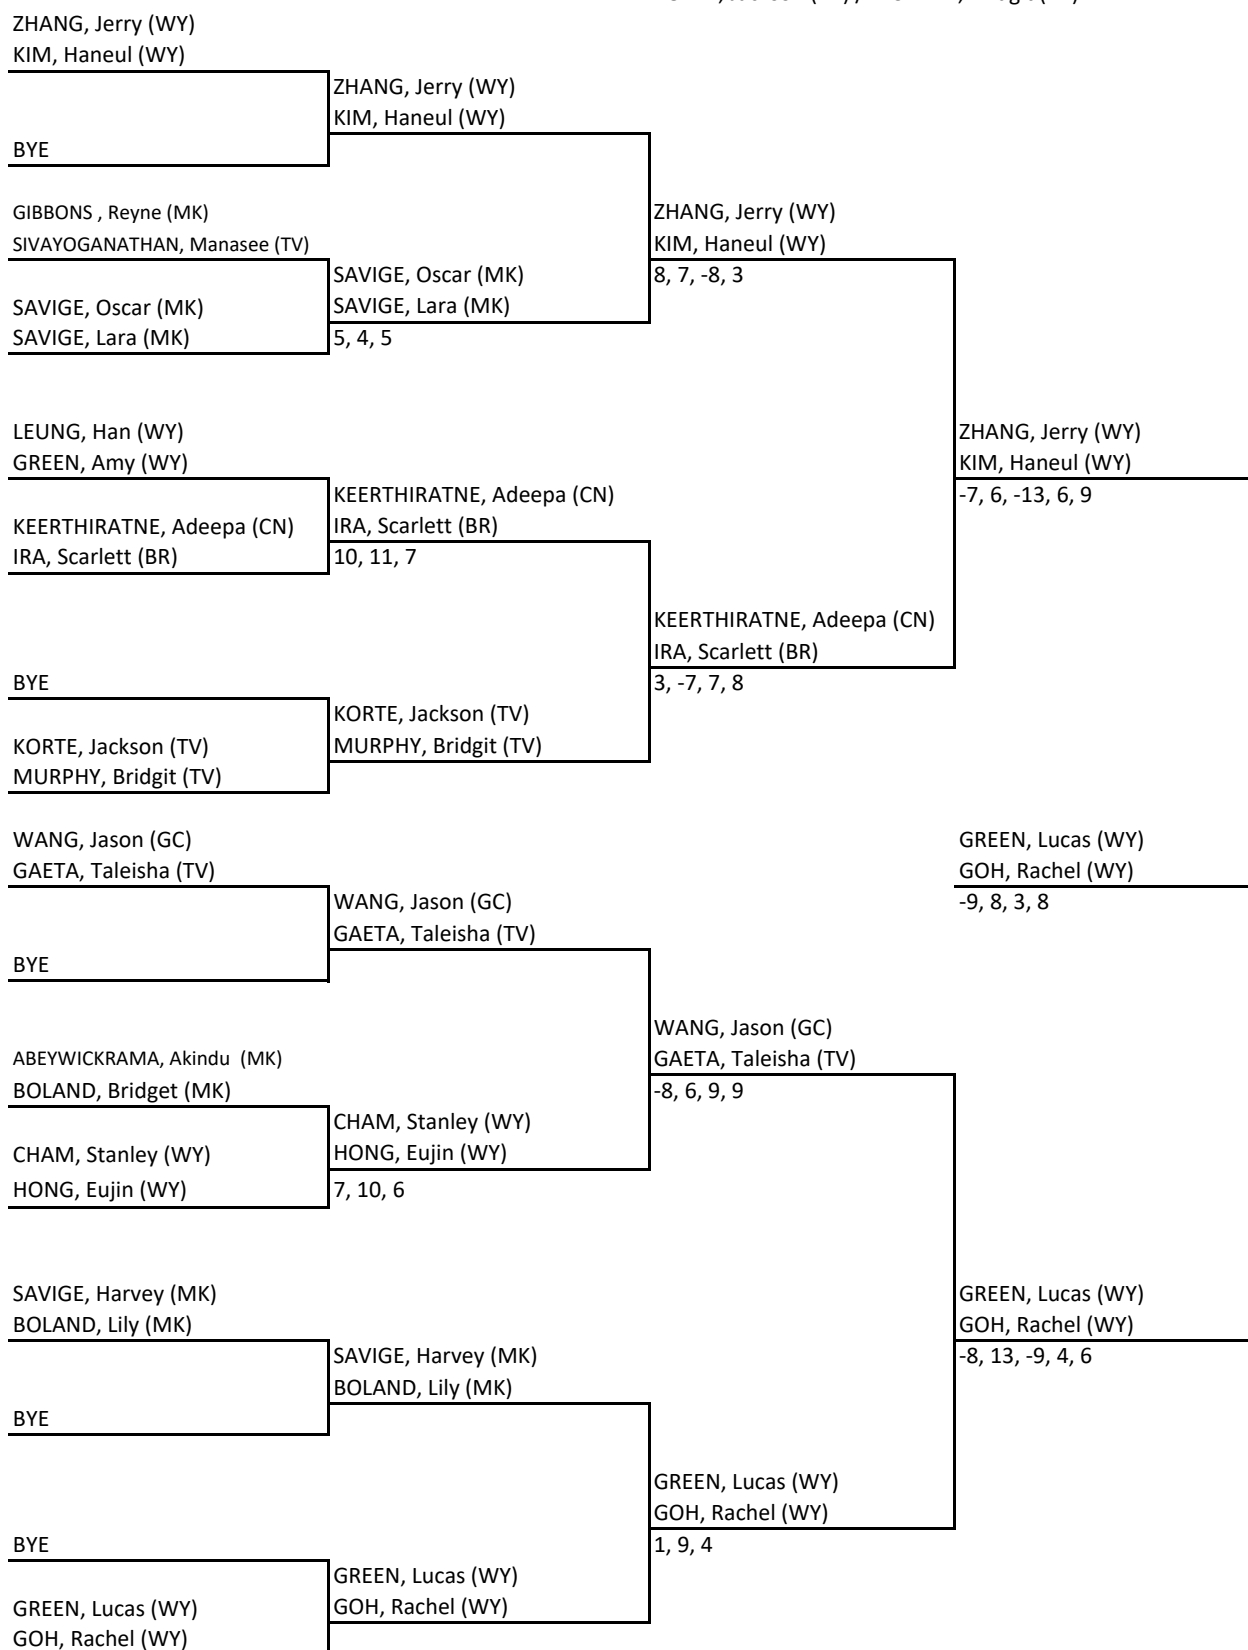 ZHANG, Jerry (WY)
KIM, Haneul (WY)
ZHANG, Jerry (WY)
KIM, Haneul (WY)
BYE
GIBBONS , Reyne (MK)
SIVAYOGANATHAN, Manasee (TV)
ZHANG, Jerry (WY)
KIM, Haneul (WY)
8, 7, -8, 3
SAVIGE, Oscar (MK)
SAVIGE, Lara (MK)
SAVIGE, Oscar (MK)
SAVIGE, Lara (MK)
5, 4, 5
LEUNG, Han (WY)
GREEN, Amy (WY)
ZHANG, Jerry (WY)
KIM, Haneul (WY)
-7, 6, -13, 6, 9
KEERTHIRATNE, Adeepa (CN)
IRA, Scarlett (BR)
KEERTHIRATNE, Adeepa (CN)
IRA, Scarlett (BR)
10, 11, 7
KEERTHIRATNE, Adeepa (CN)
IRA, Scarlett (BR)
3, -7, 7, 8
BYE
KORTE, Jackson (TV)
MURPHY, Bridgit (TV)
KORTE, Jackson (TV)
MURPHY, Bridgit (TV)
WANG, Jason (GC)
GAETA, Taleisha (TV)
GREEN, Lucas (WY)
GOH, Rachel (WY)
-9, 8, 3, 8
WANG, Jason (GC)
GAETA, Taleisha (TV)
BYE
WANG, Jason (GC)
GAETA, Taleisha (TV)
-8, 6, 9, 9
ABEYWICKRAMA, Akindu  (MK)
BOLAND, Bridget (MK)
CHAM, Stanley (WY)
HONG, Eujin (WY)
CHAM, Stanley (WY)
HONG, Eujin (WY)
7, 10, 6
SAVIGE, Harvey (MK)
BOLAND, Lily (MK)
GREEN, Lucas (WY)
GOH, Rachel (WY)
-8, 13, -9, 4, 6
SAVIGE, Harvey (MK)
BOLAND, Lily (MK)
BYE
GREEN, Lucas (WY)
GOH, Rachel (WY)
1, 9, 4
BYE
GREEN, Lucas (WY)
GOH, Rachel (WY)
GREEN, Lucas (WY)
GOH, Rachel (WY)